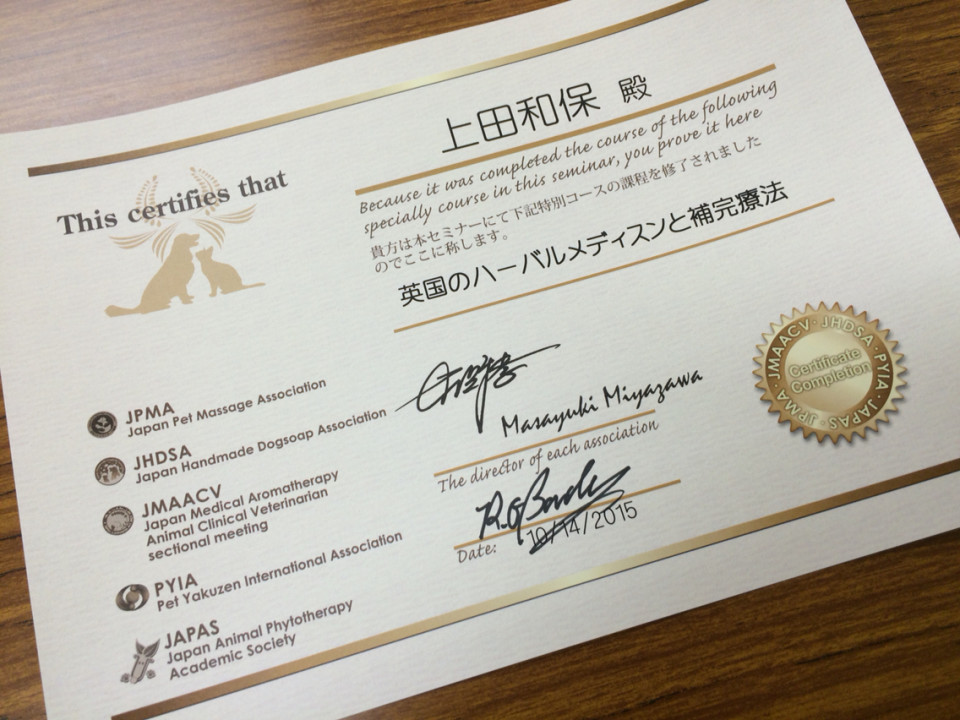 This certifies that
上田和保 殿
Because it was completed the course of the following
specially course in this seminar, you prove it here
貴方は本セミナーにて下記特別コースの課程を修了されました
のでここに称します。
英国のハーバルメディスンと補完療法
JPMA
Japan Pet Massage Association
JHDSA
Japan Handmade Dogsoap Association
JMAACV
Japan Medical Aromatherapy
Animal Clinical Veterinarian
sectional meeting
PYIA
Pet Yakuzen International Association
JAPAS
Japan Animal Phytotherapy
Academic Society
Masayuki Miyazawa
The director of each association
Date: 10/14/2015
JMAACV · JHDSA · PYIA · JAPAS · JPMA ·
Certificate
Completion